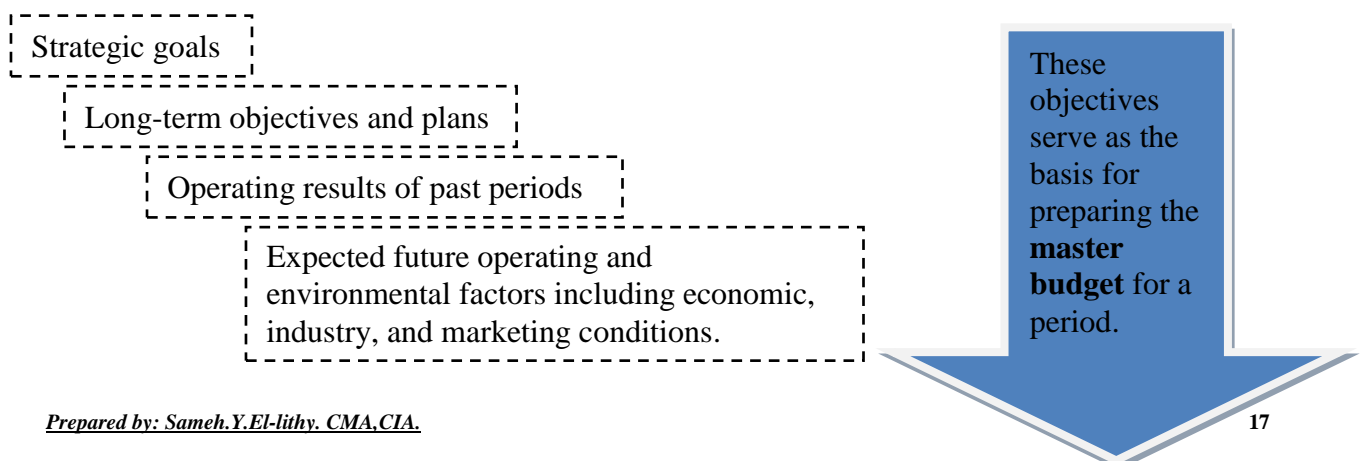 Strategic goals
Long-term objectives and plans
Operating results of past periods
Expected future operating and
environmental factors including economic,
industry, and marketing conditions.
These
objectives
serve as the
basis for
preparing the
master
budget for a
period.
Prepared by: Sameh.Y.El-lithy. CMA,CIA.
17